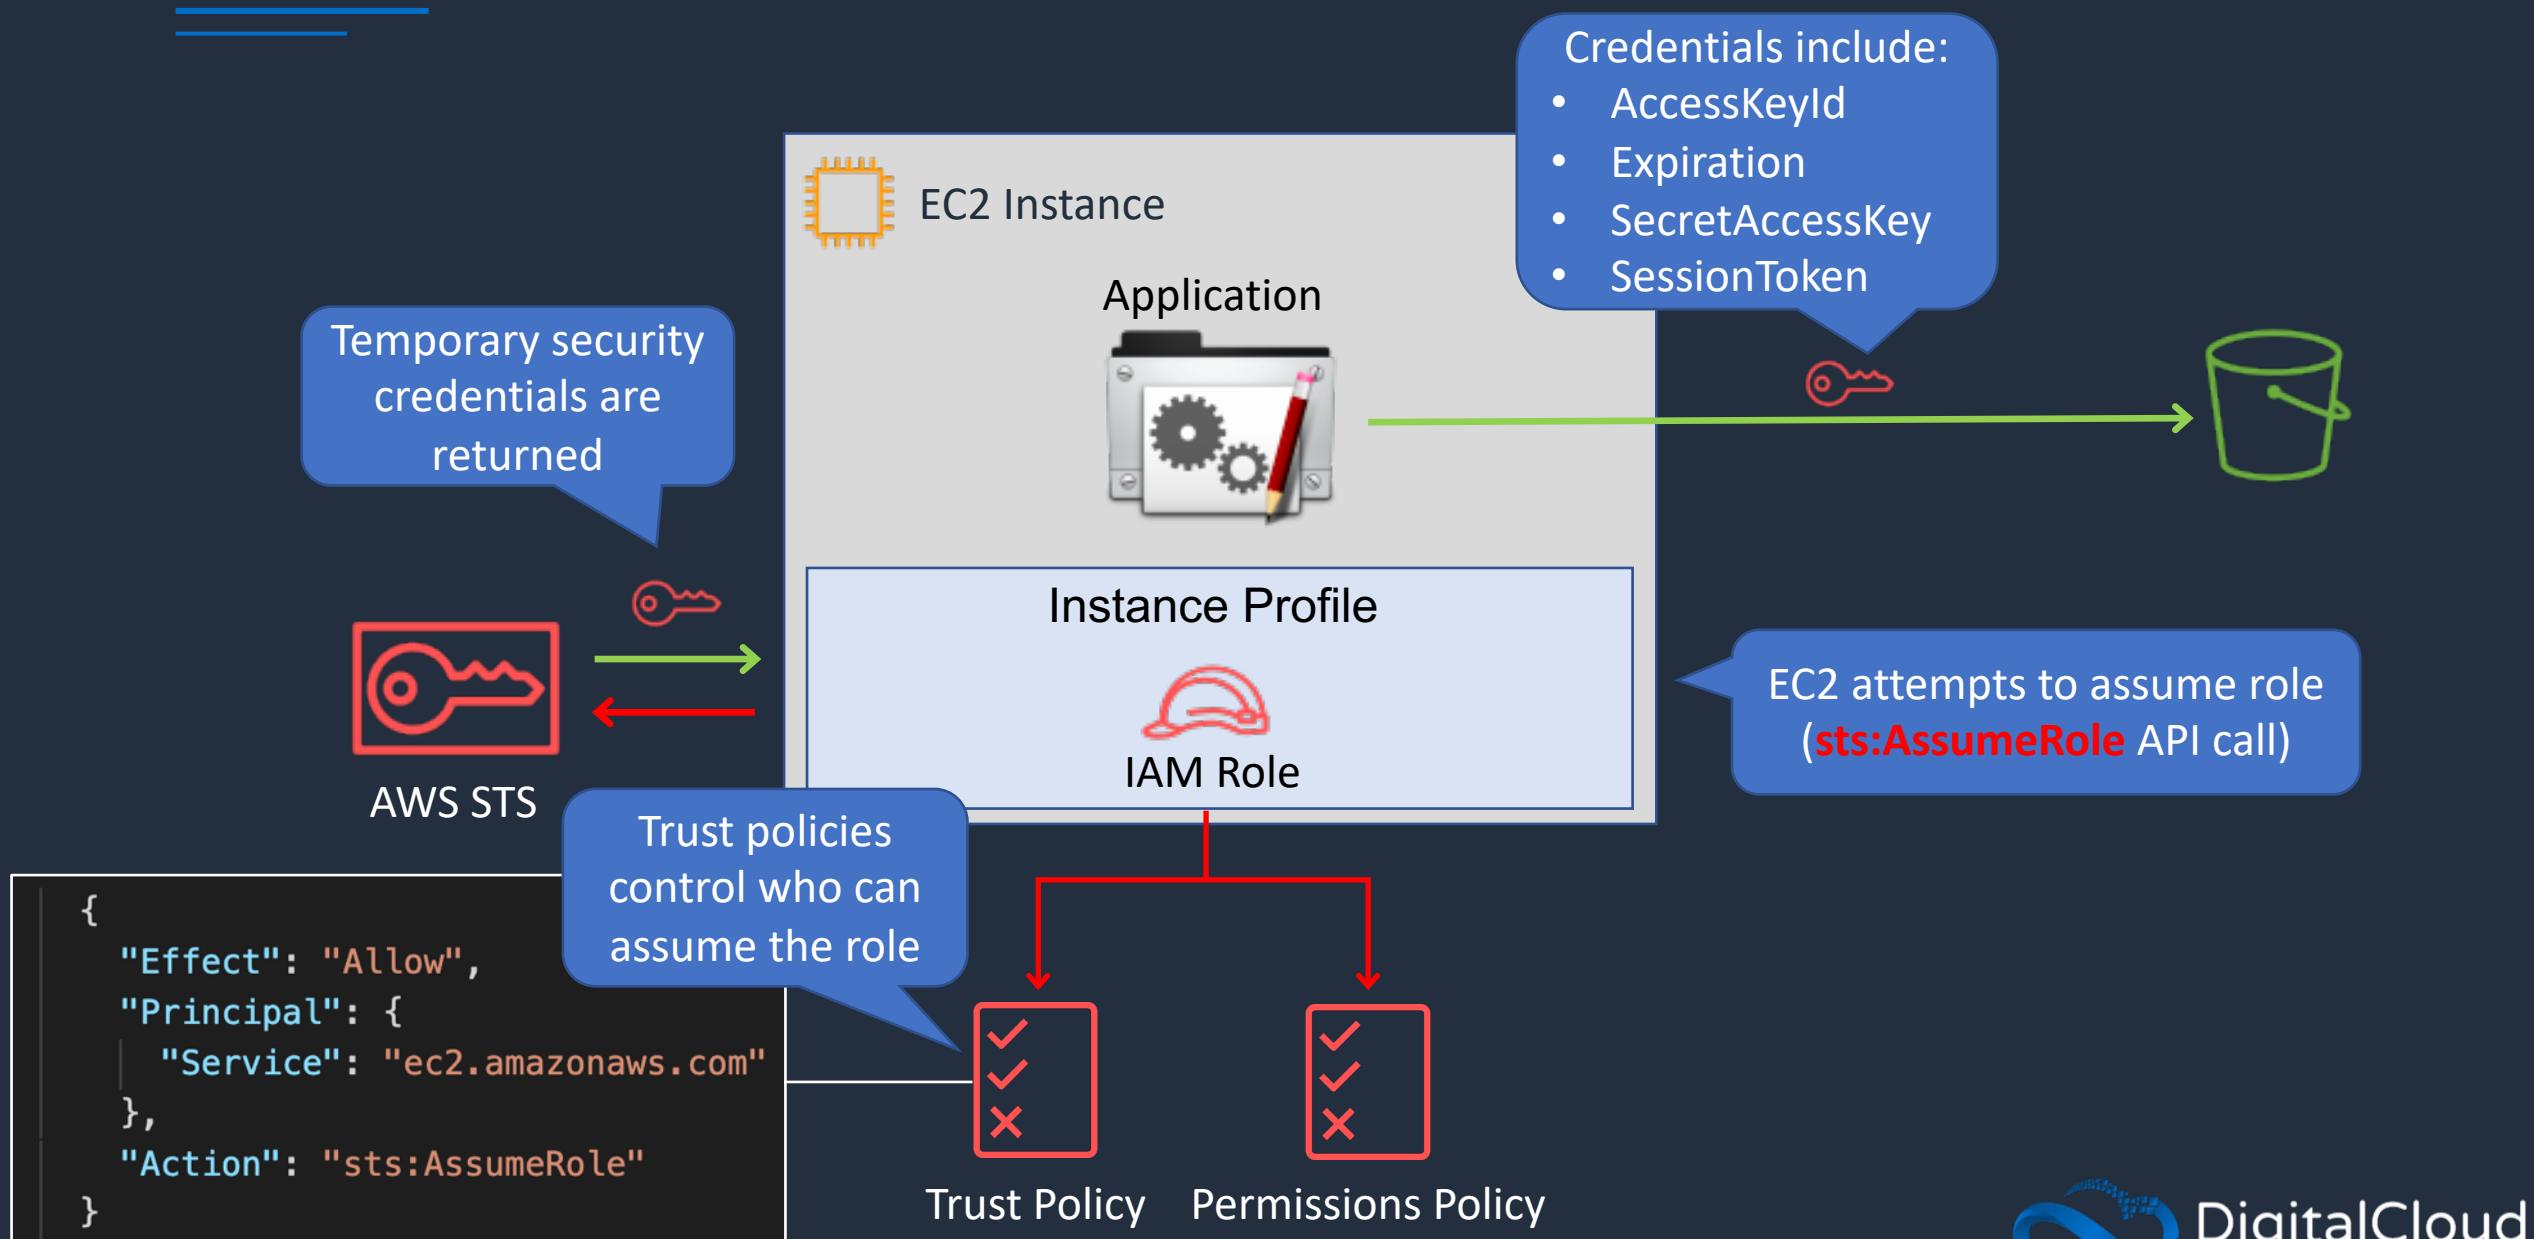 Credentials include:
• AccessKeyId
• Expiration
• SecretAccessKey
• SessionToken
EC2 Instance
Application
Temporary security
credentials are
returned
Instance Profile
IAM Role
AWS STS
EC2 attempts to assume role
(sts:AssumeRole API call)
Trust policies
control who can
assume the role
{
"Effect": "Allow",
"Principal": {
"Service": "ec2.amazonaws.com"
},
"Action": "sts:AssumeRole"
}
Trust Policy
Permissions Policy
DigitalCloud